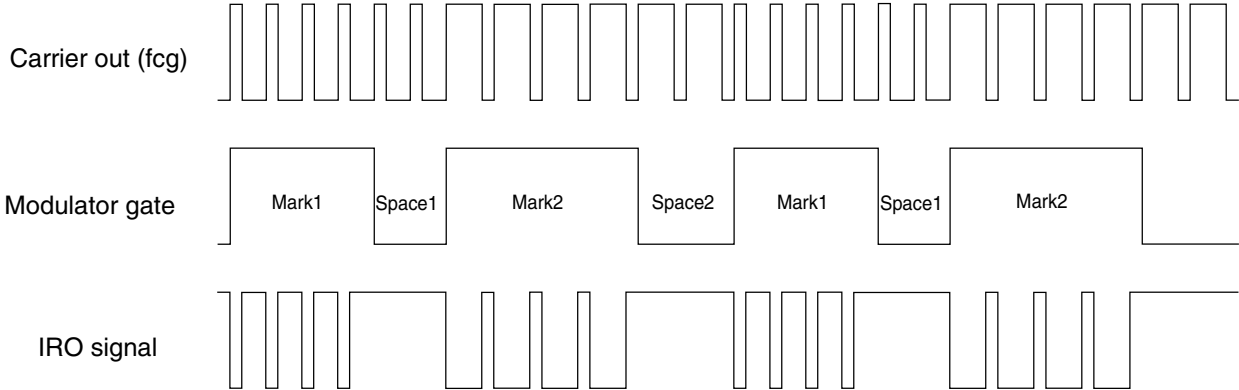 Carrier out (fcg)
Modulator gate
Mark1 Space1 Mark2 Space2 Mark1 Space1 Mark2
IRO signal